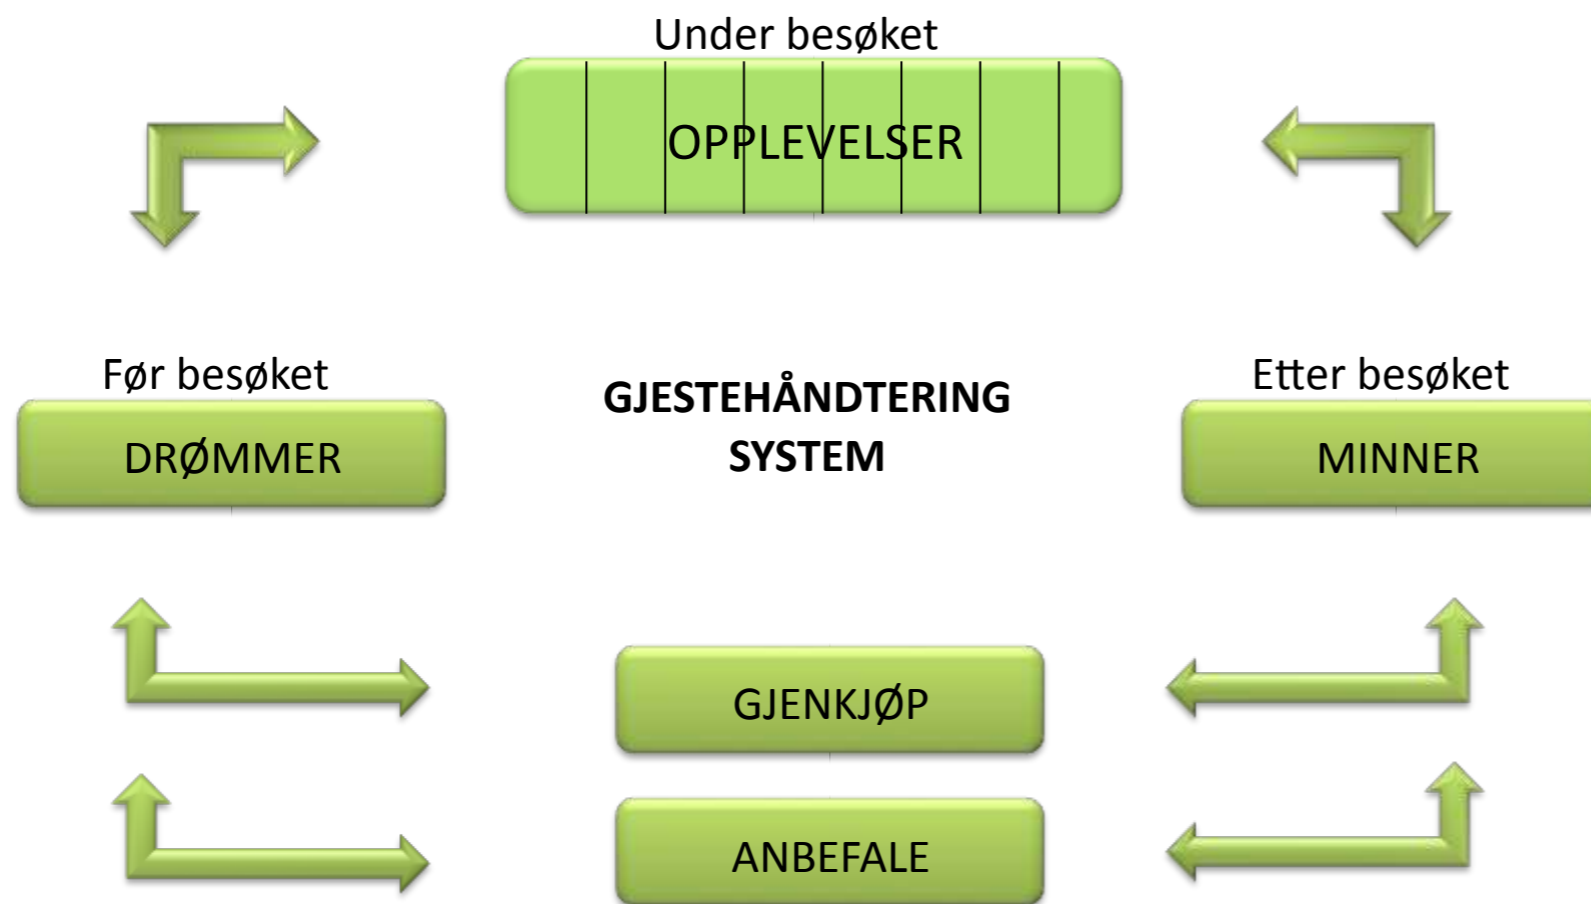 Under besøket
OPPLEVELSER
Før besøket
DRØMMER
GJESTEHÅNDTERING
SYSTEM
Etter besøket
MINNER
GJENKJØP
ANBEFALE